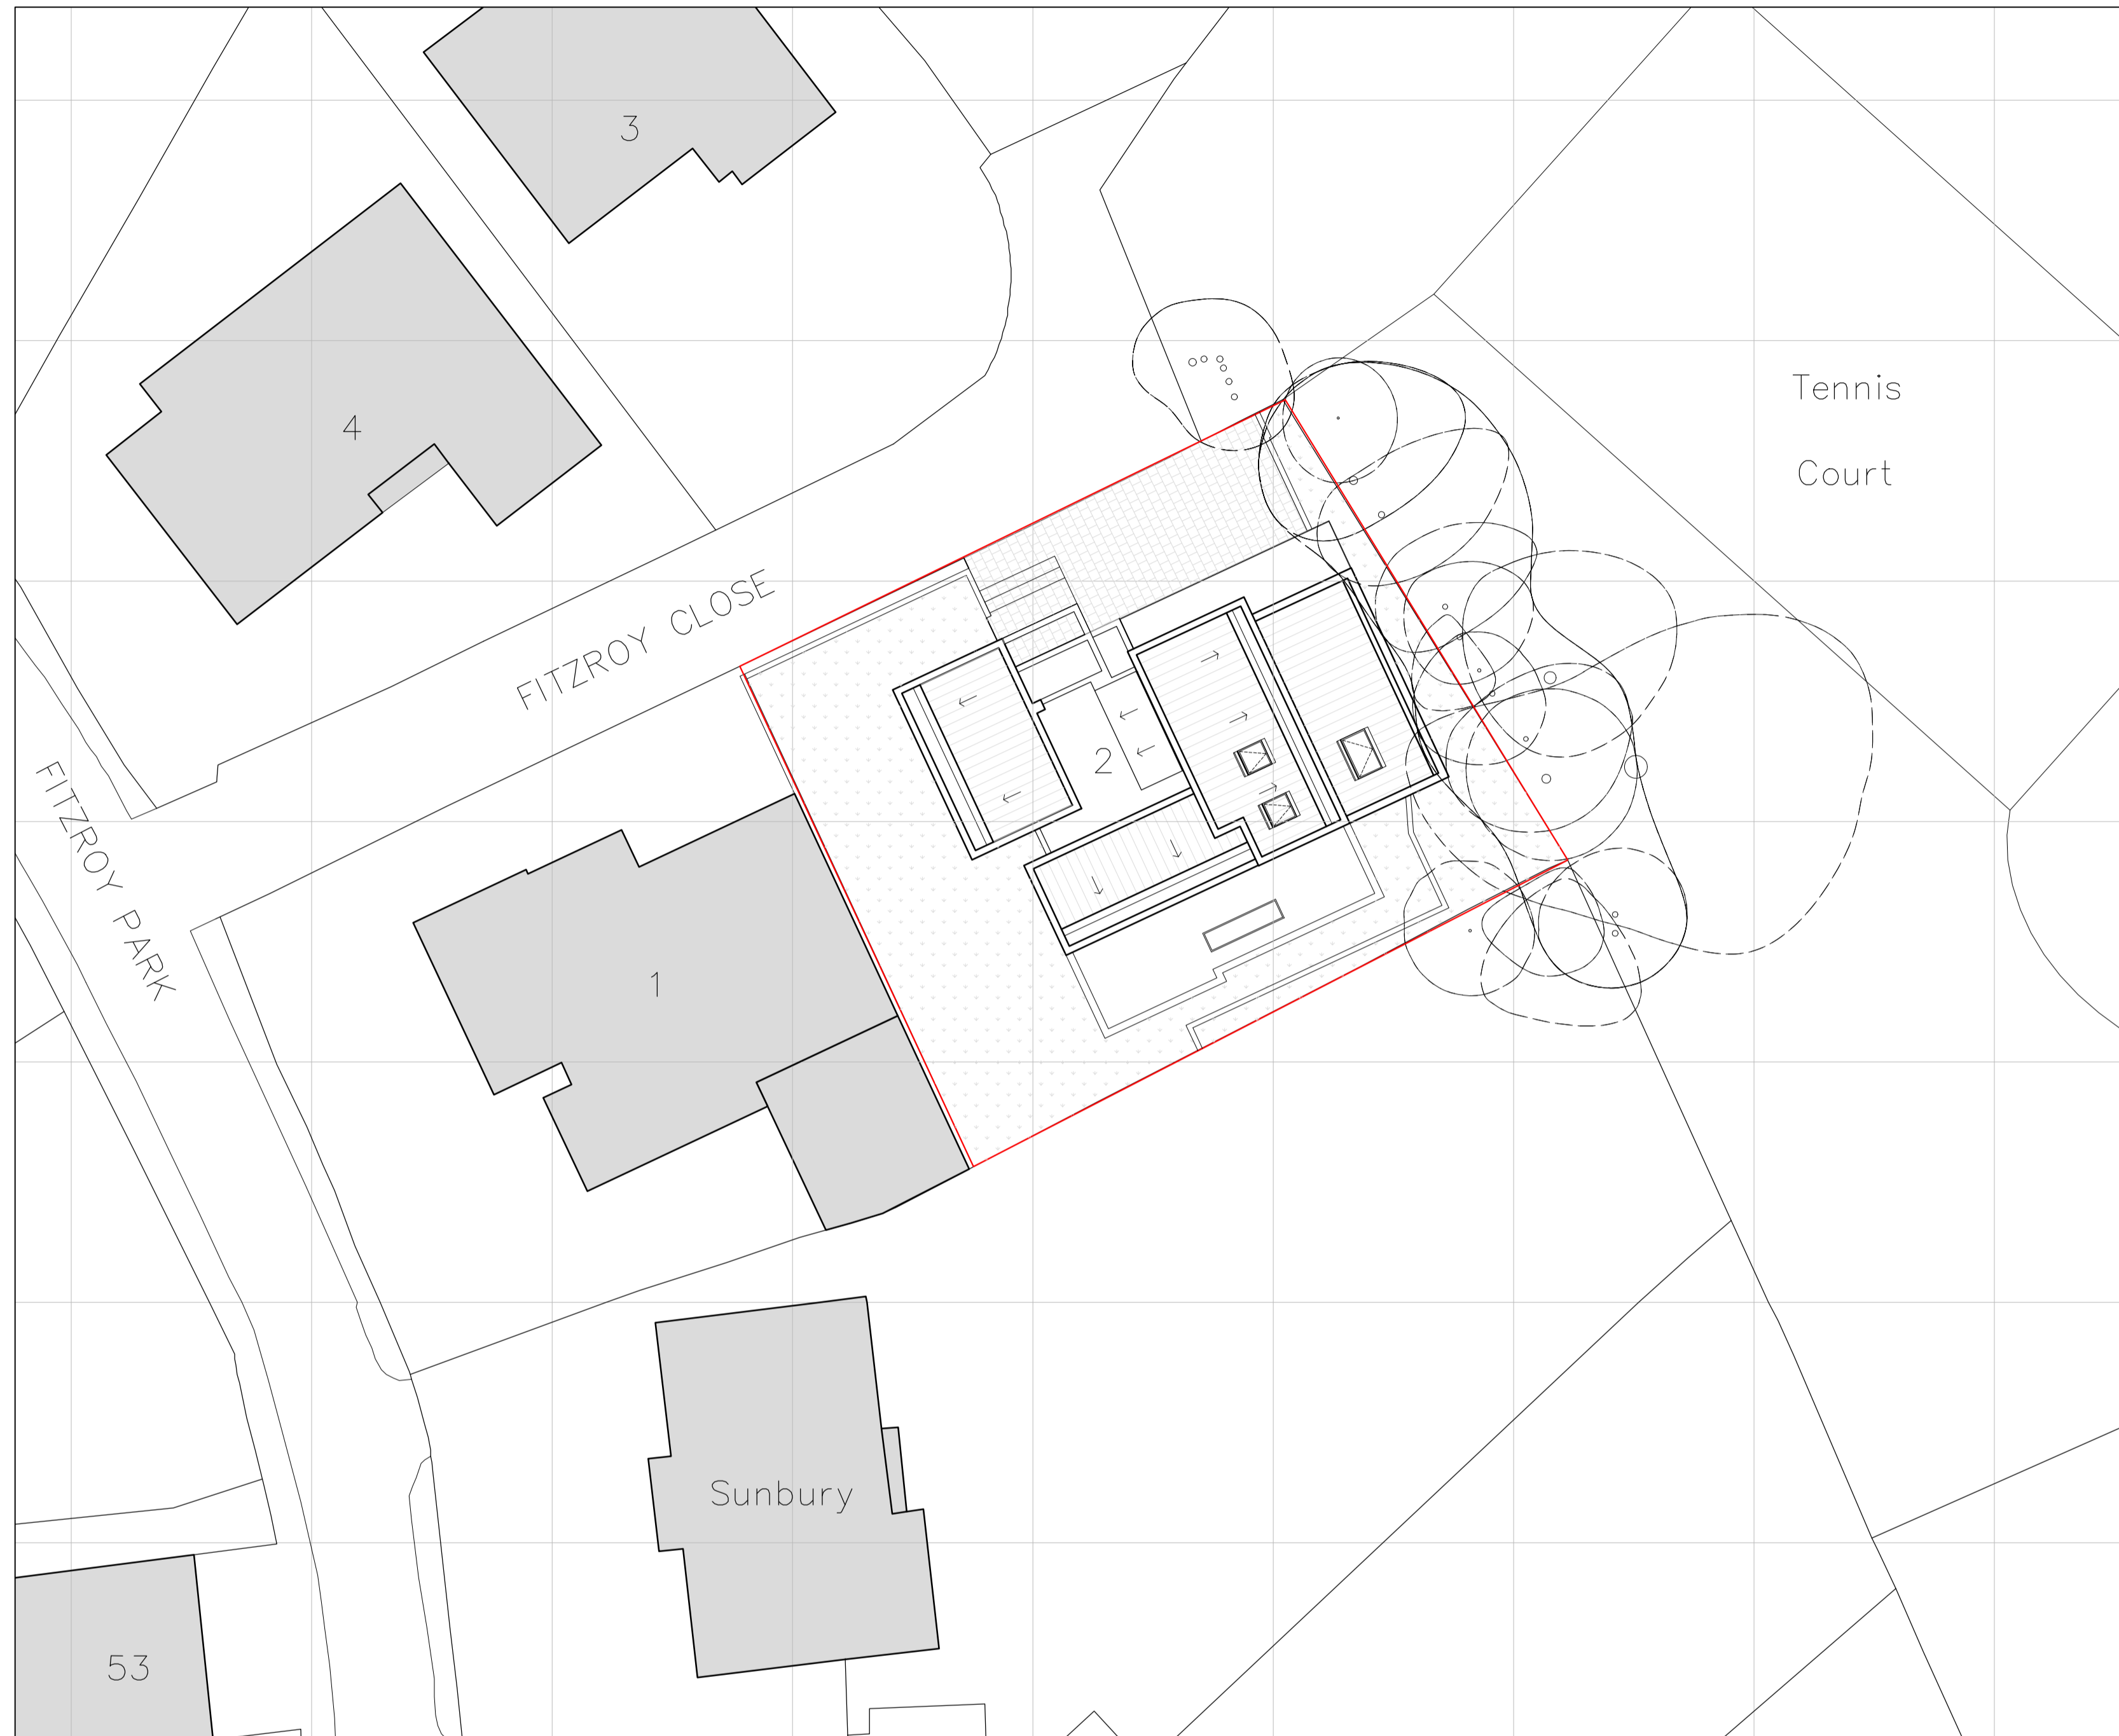 3
4
Tennis
Court
FITZROY CLOSE
2
FITZROY PARK
1
Sunbury
53